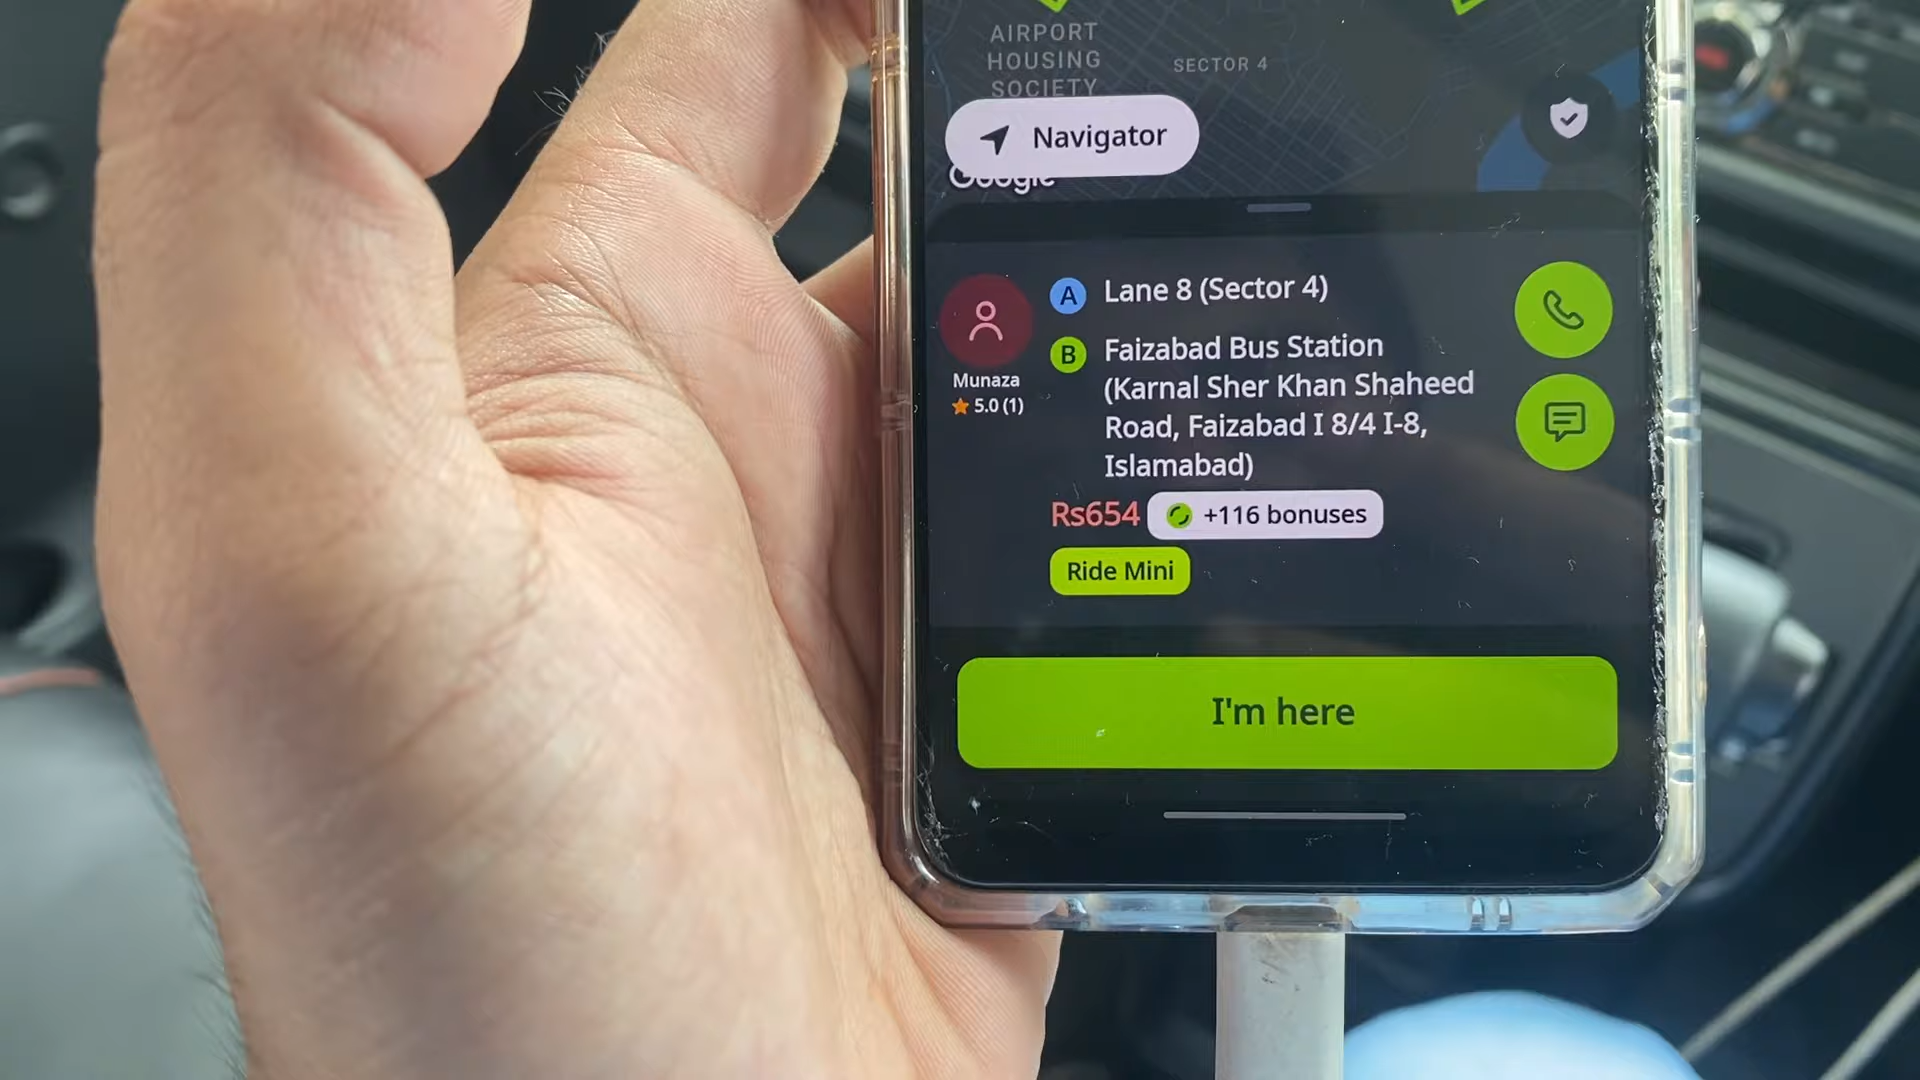 AIRPORT
HOUSING
SOCIETY
SECTOR 4
Navigator
Google
A Lane 8 (Sector 4)
B Faizabad Bus Station
(Karnal Sher Khan Shaheed
Road, Faizabad I 8/4 I-8,
Islamabad)
Munaza
5.0 (1)
Rs654 +116 bonuses
Ride Mini
I'm here